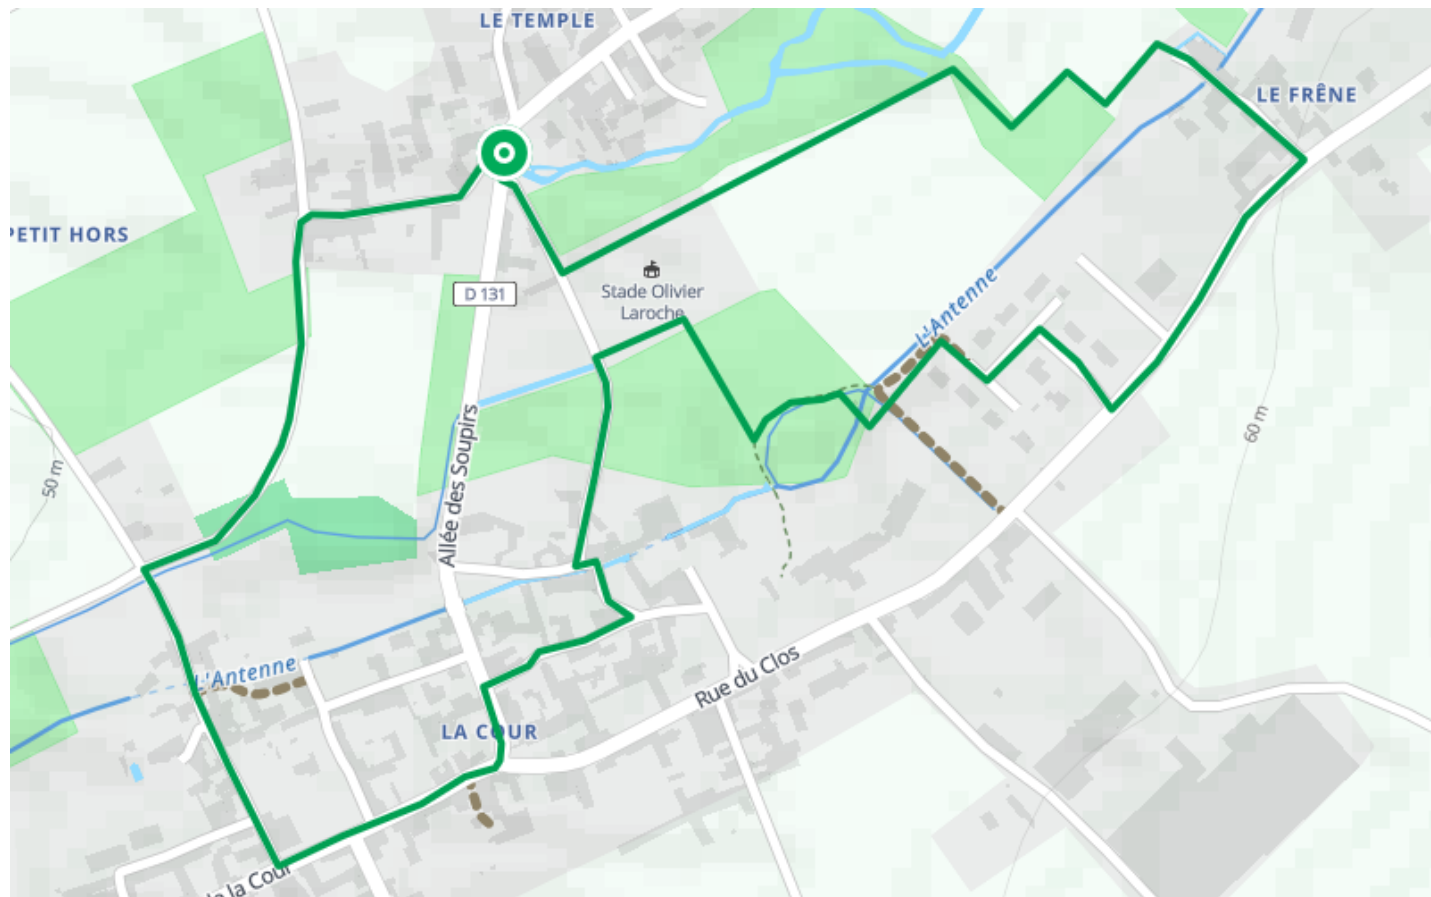 LE TEMPLE
LE FRÊNE
PETIT HORS
Stade Olivier
Laroche
D 131
L'Antenne
50 m
60 m
Allée des Soupirs
L'Antenne
Rue du Clos
LA COUR
de la Cour